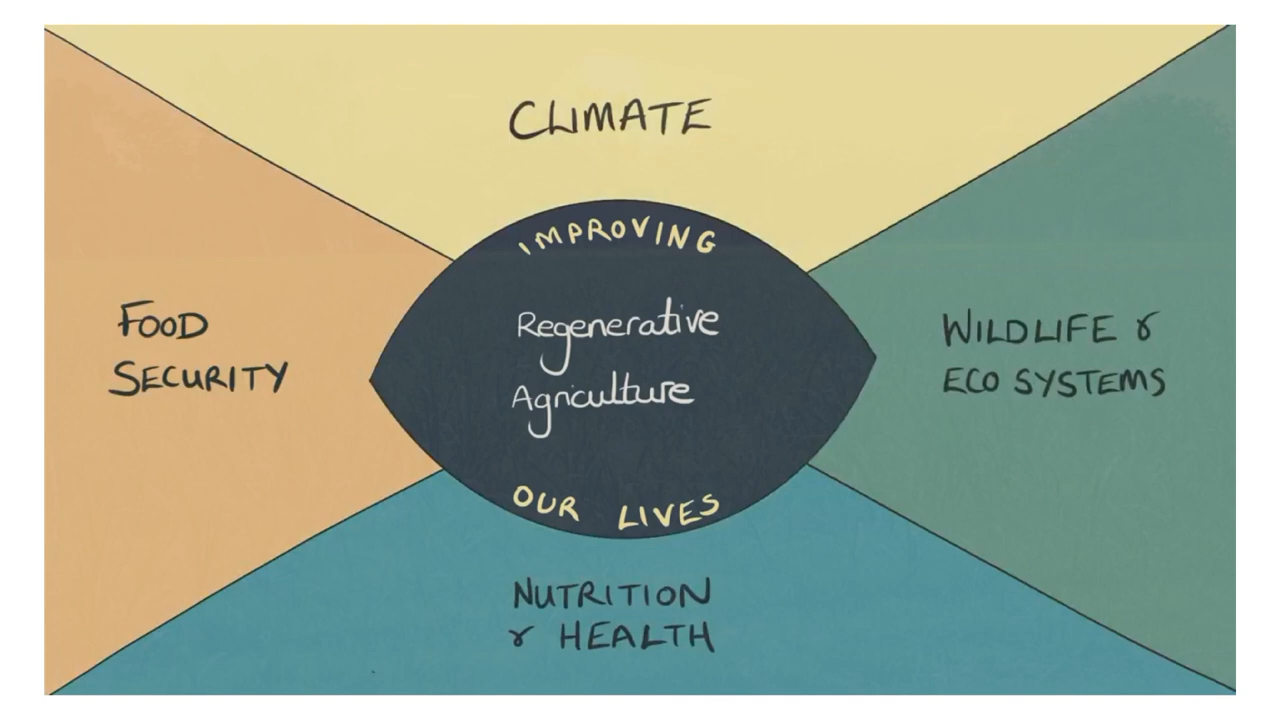 CLIMATE
IMPROVING
Regenerative
Agriculture
OUR LIVES
FOOD
SECURITY
WILDLIFE &
ECO SYSTEMS
NUTRITION
& HEALTH